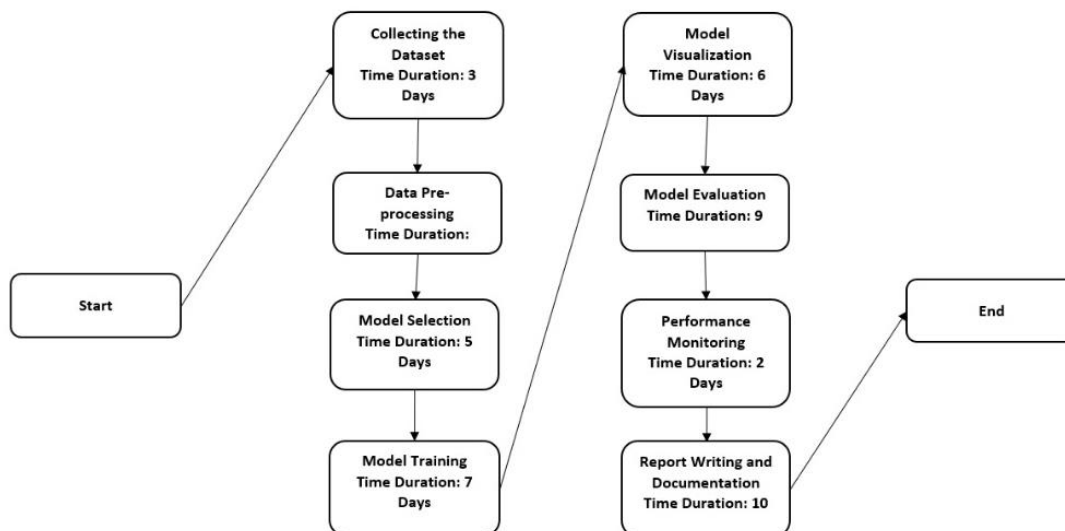 Start
Collecting the
Dataset
Time Duration: 3
Days
Data Pre-
processing
Time Duration:
Model Selection
Time Duration: 5
Days
Model Training
Time Duration: 7
Days
Model
Visualization
Time Duration: 6
Days
Model Evaluation
Time Duration: 9
Performance
Monitoring
Time Duration: 2
Days
Report Writing and
Documentation
Time Duration: 10
End